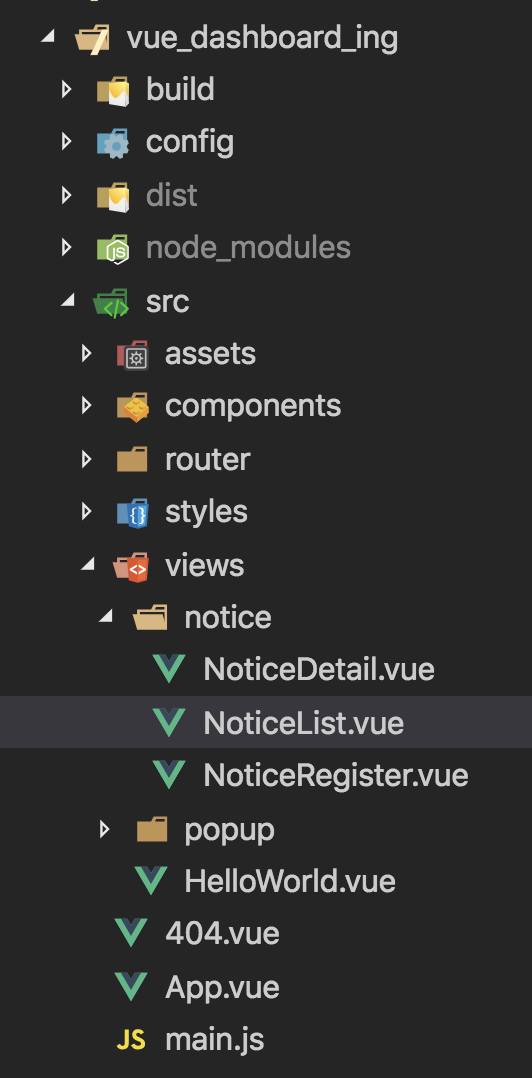 vue_dashboard_ing
build
config
dist
node_modules
src
assets
components
router
styles
views
notice
NoticeDetail.vue
NoticeList.vue
NoticeRegister.vue
popup
HelloWorld.vue
404.vue
App.vue
JS main.js